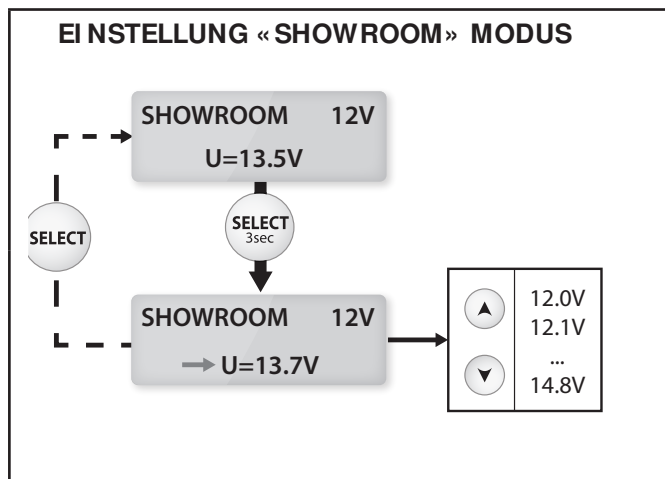 EINSTELLUNG «SHOWROOM» MODUS
SHOWROOM 12V
U=13.5V
SELECT
SELECT
3sec
SHOWROOM 12V
U=13.7V
12.0V
12.1V
...
14.8V